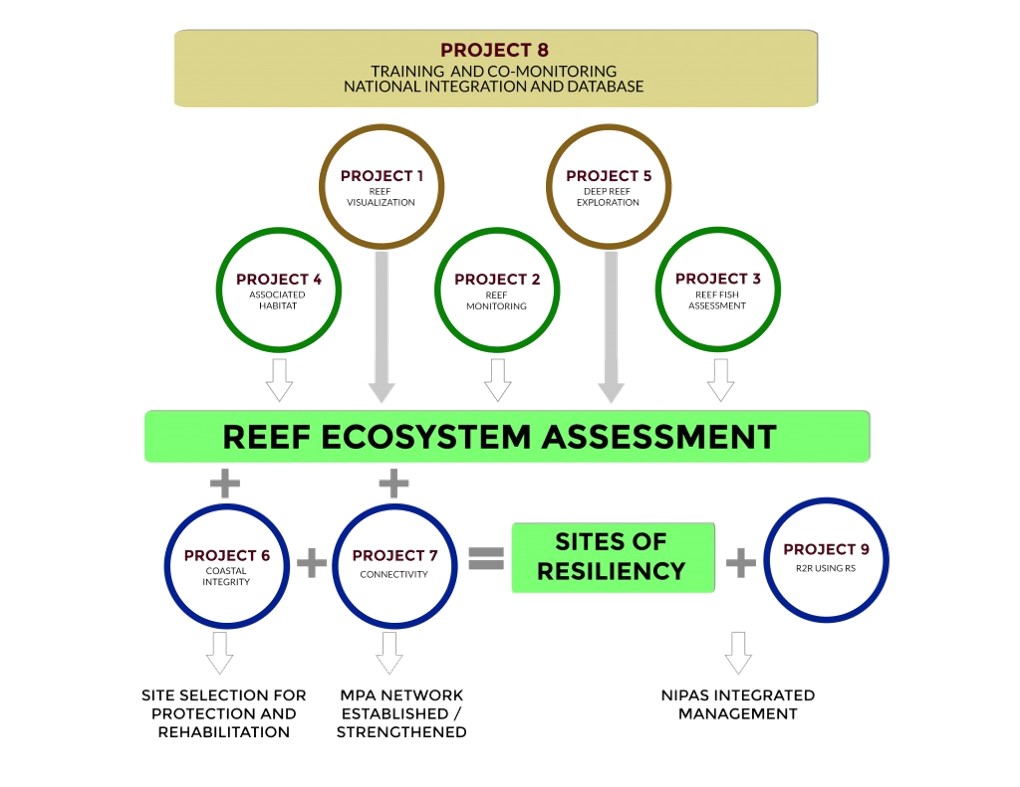 PROJECT 8
TRAINING AND CO-MONITORING
NATIONAL INTEGRATION AND DATABASE
PROJECT 1
REEF
VISUALIZATION
PROJECT 5
DEEP REEF
EXPLORATION
PROJECT 4
ASSOCIATED
HABITAT
PROJECT 2
REEF
MONITORING
PROJECT 3
REEF FISH
ASSESSMENT
REEF ECOSYSTEM ASSESSMENT
+
+
PROJECT 6
COASTAL
INTEGRITY
+
PROJECT 7
CONNECTIVITY
=
SITES OF
RESILIENCY
+
PROJECT 9
R2R USING RS
SITE SELECTION FOR
PROTECTION AND
REHABILITATION
MPA NETWORK
ESTABLISHED /
STRENGTHENED
NIPAS INTEGRATED
MANAGEMENT